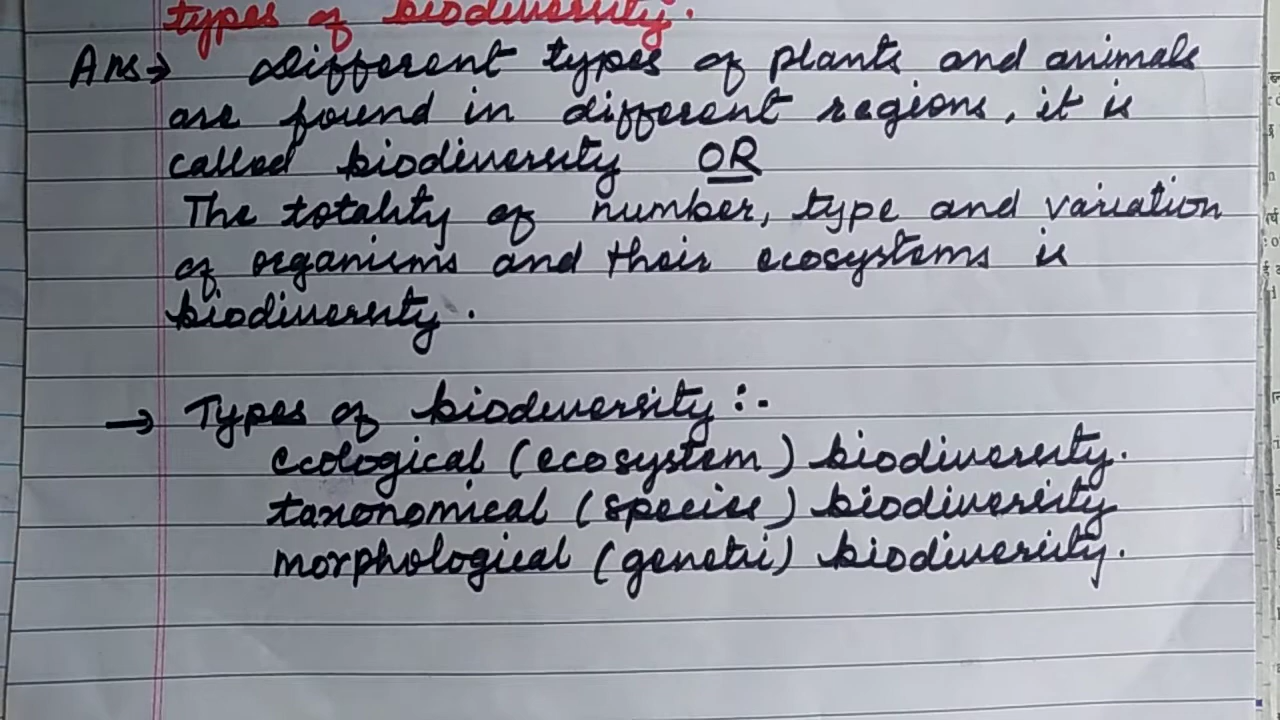 types of biodiversity.
Ans→ Different types of plants and animals
are found in different regions, it is
called biodiversity OR
The totality of number, type and variation
of organisms and their ecosystems is
biodiversity.
→ Types of biodiversity :-
ecological (ecosystem) biodiversity.
taxonomical (species) biodiversity
morphological (genetic) biodiversity.